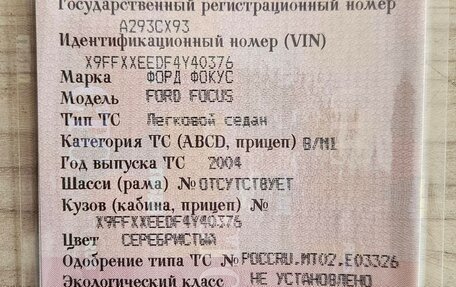 Государственный регистрационный номер
А293СХ93
Идентификационный номер (VIN)
X9FFXXEEDF4Y40376
Марка ФОРД ФОКУС
Модель FORD FOCUS
Тип ТС Легковой седан
Категория ТС (ABCD, прицеп) B/M1
Год выпуска ТС 2004
Шасси (рама) № ОТСУТСТВУЕТ
Кузов (кабина, прицеп) №
X9FFXXEEDF4Y40376
Цвет СЕРЕБРИСТЫЙ
Одобрение типа ТС № РОССRU.МТ02.Е03326
Экологический класс НЕ УСТАНОВЛЕНО